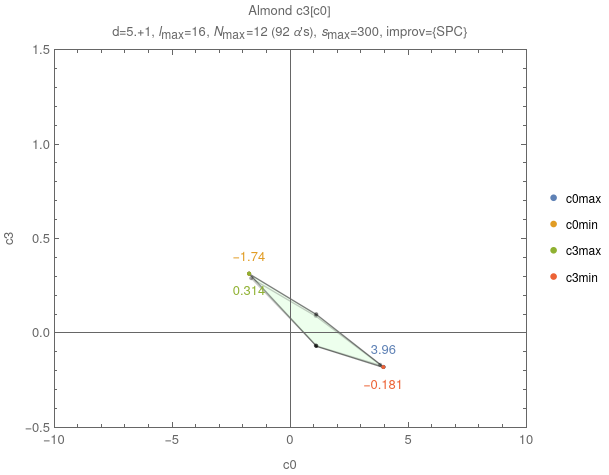 Almond c3[c0]
d=5.+1, lmax=16, Nmax=12 (92 α's), smax=300, improv={SPC}
1.5
1.0
0.5
0.0
−0.5
c3
−1.74
0.314
3.96
−0.181
−10
−5
0
5
10
c0
c0max
c0min
c3max
c3min